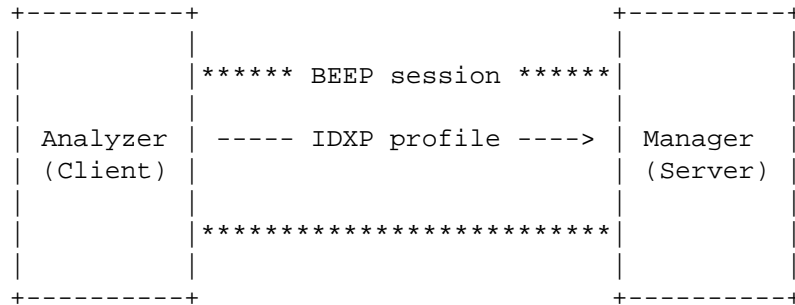 +----------+                           +----------+
|          |                           |          |
|          |****** BEEP session ******|          |
|          |                           |          |
| Analyzer | ----- IDXP profile ----> | Manager  |
| (Client) |                           | (Server) |
|          |                           |          |
|          |**************************|          |
|          |                           |          |
+----------+                           +----------+